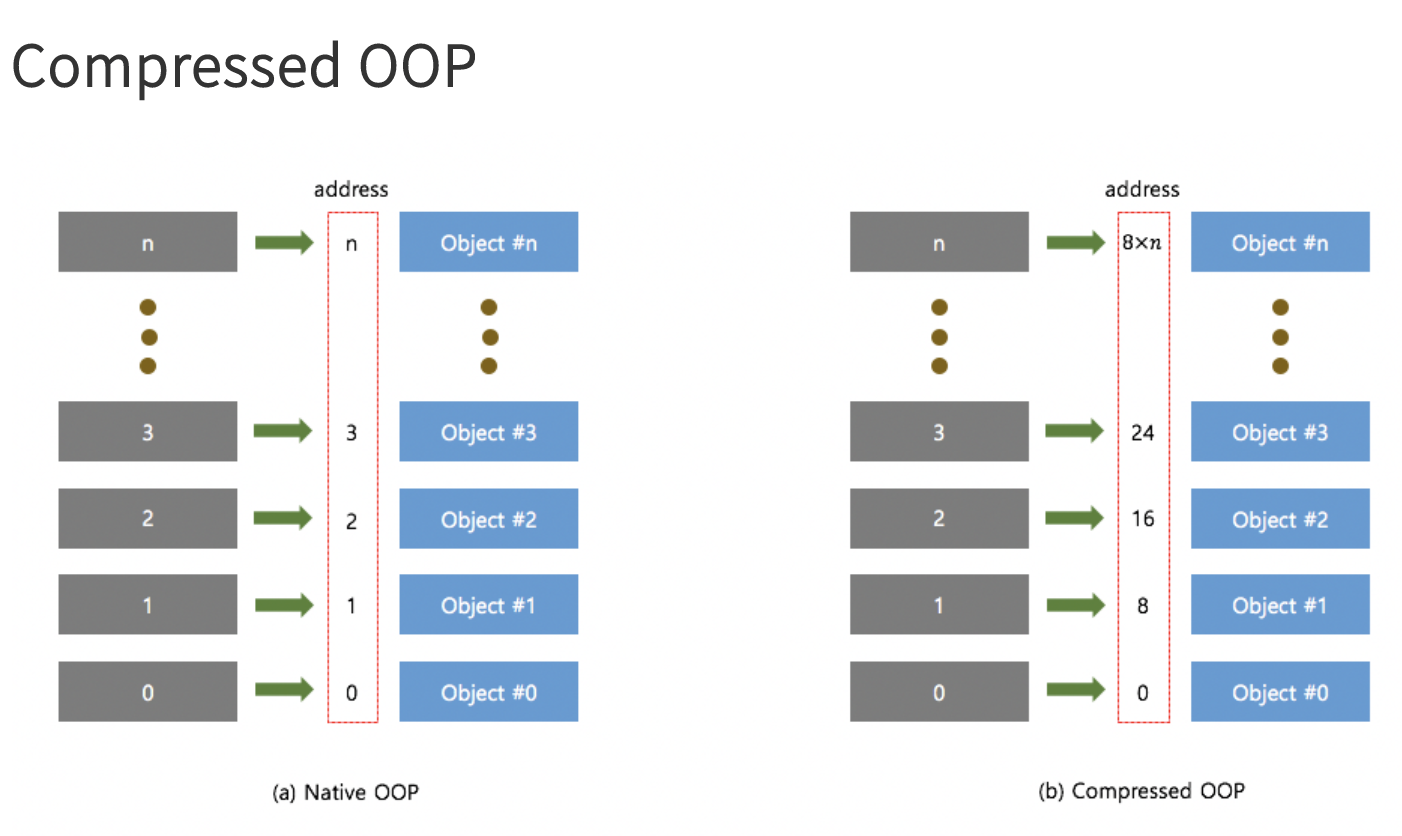 Compressed OOP
address
n n Object #n
3 3 Object #3
2 2 Object #2
1 1 Object #1
0 0 Object #0
(a) Native OOP
address
n 8×n Object #n
3 24 Object #3
2 16 Object #2
1 8 Object #1
0 0 Object #0
(b) Compressed OOP